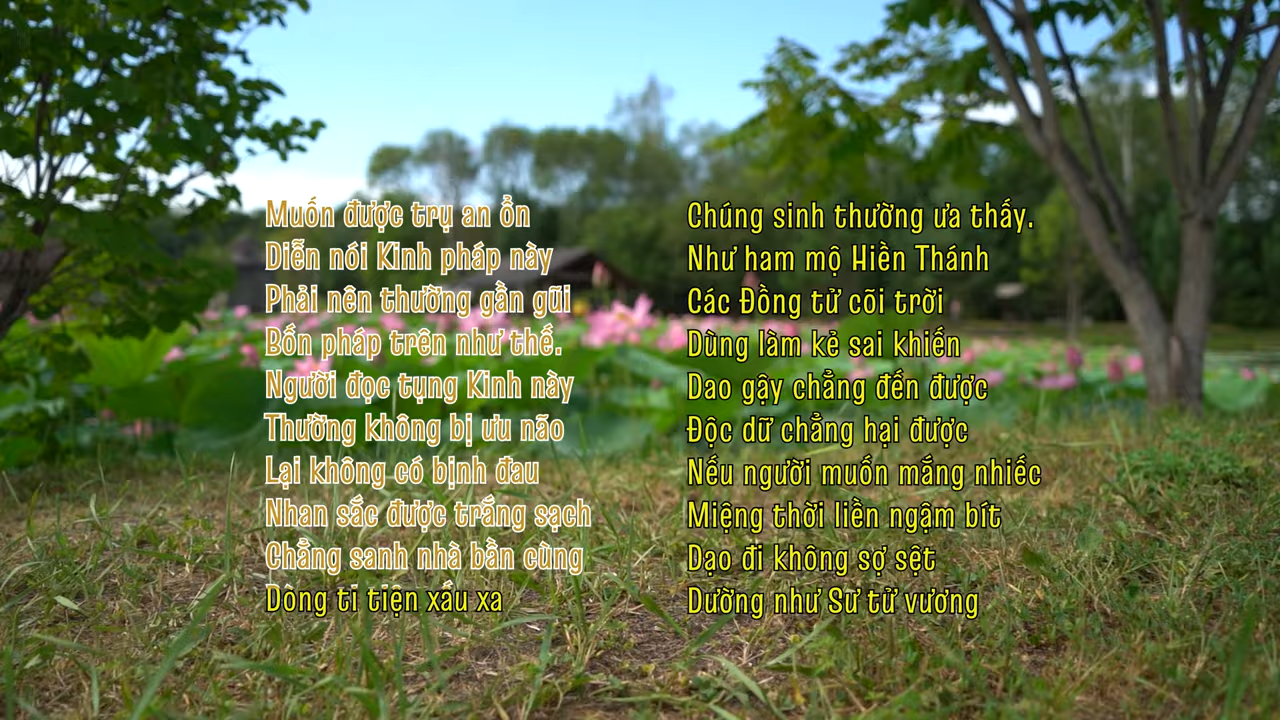 Muốn được trụ an ổn
Diễn nói Kinh pháp này
Phải nên thường gần gũi
Bốn pháp trên như thế.
Người đọc tụng Kinh này
Thường không bị ưu não
Lại không có bịnh đau
Nhan sắc được trắng sạch
Chẳng sanh nhà bần cùng
Dòng ti tiện xấu xa
Chúng sinh thường ưa thấy.
Như ham mộ Hiền Thánh
Các Đồng tử cõi trời
Dùng làm kẻ sai khiến
Dao gậy chẳng đến được
Độc dữ chẳng hại được
Nếu người muốn mắng nhiếc
Miệng thời liền ngậm bít
Dạo đi không sợ sệt
Dường như Sư tử vương